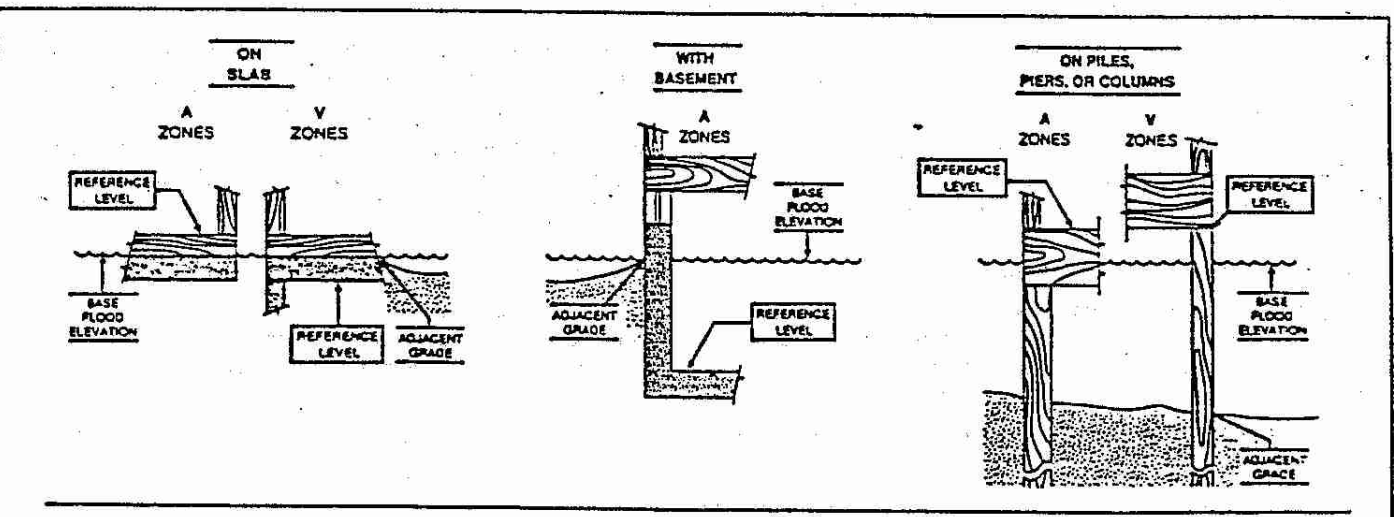 ON
SLAB
A
ZONES
V
ZONES
REFERENCE
LEVEL
BASE
FLOOD
ELEVATION
REFERENCE
LEVEL
ADJACENT
GRADE
WITH
BASEMENT
A
ZONES
BASE
FLOOD
ELEVATION
ADJACENT
GRADE
REFERENCE
LEVEL
ON PILES,
PIERS, OR COLUMNS
A
ZONES
V
ZONES
REFERENCE
LEVEL
REFERENCE
LEVEL
BASE
FLOOD
ELEVATION
ADJACENT
GRADE